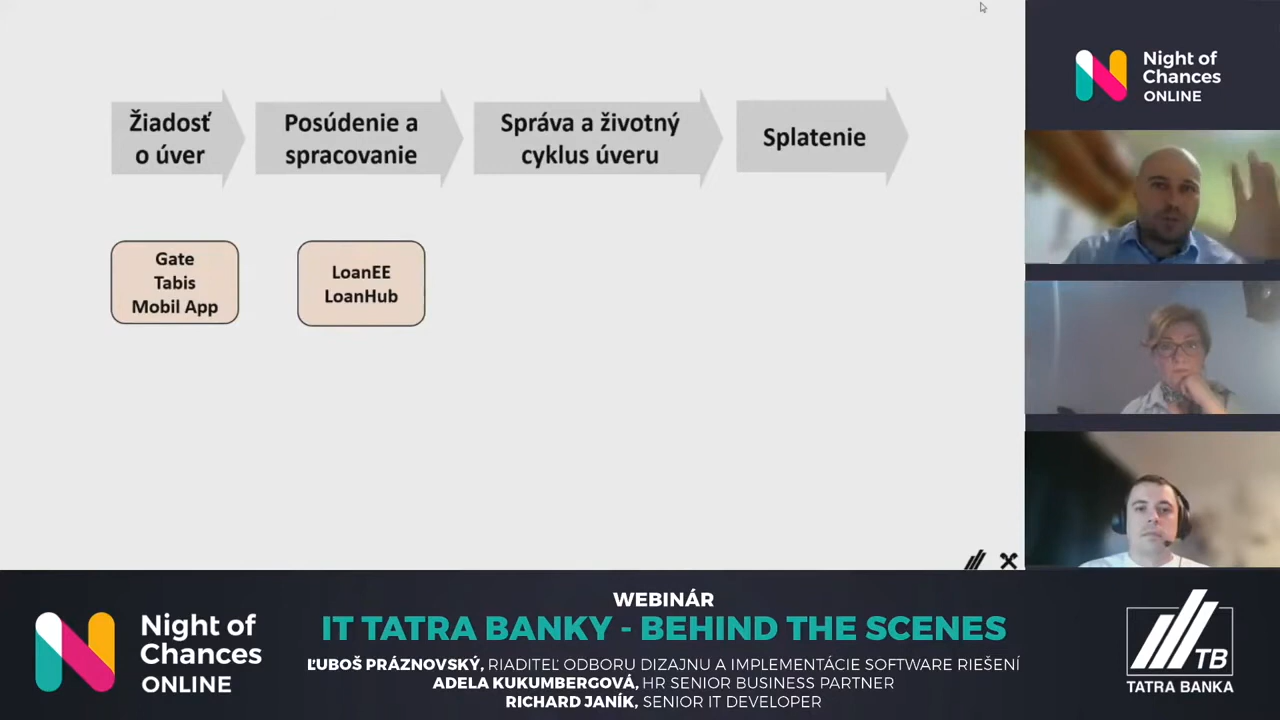 Žiadosť
o úver
Posúdenie a
spracovanie
Správa a životný
cyklus úveru
Splatenie
Gate
Tabis
Mobil App
LoanEE
LoanHub
Night of
Chances
ONLINE
Night of
Chances
ONLINE
WEBINÁR
IT TATRA BANKY - BEHIND THE SCENES
ĽUBOŠ PRÁZNOVSKÝ, RIADITEĽ ODBORU DIZAJNU A IMPLEMENTÁCIE SOFTWARE RIEŠENÍ
ADELA KUKUMBERGOVÁ, HR SENIOR BUSINESS PARTNER
RICHARD JANÍK, SENIOR IT DEVELOPER
TB
TATRA BANKA